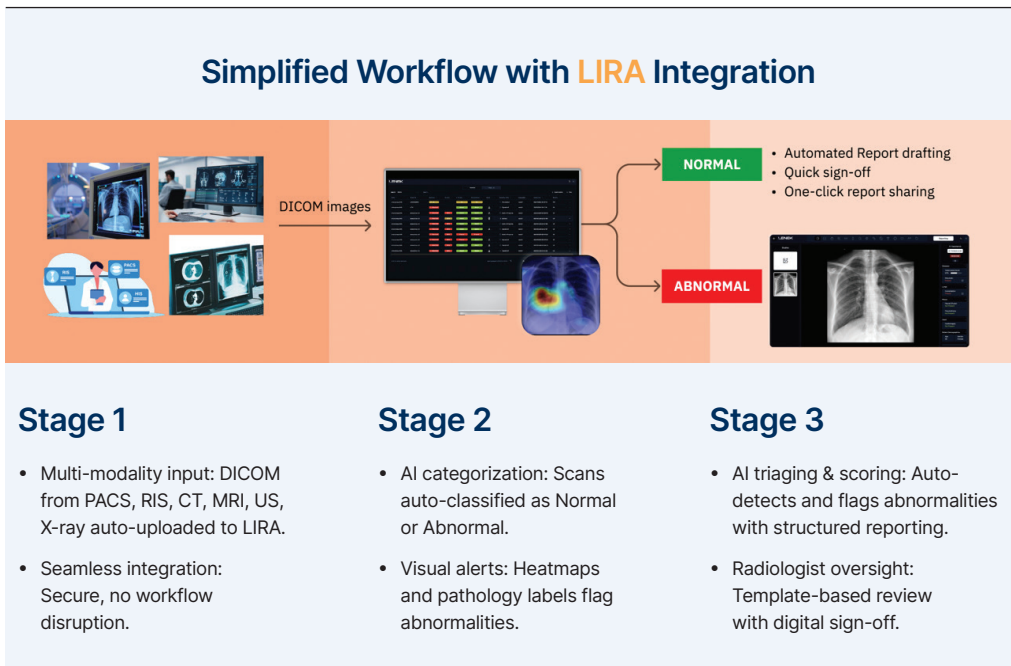 Simplified Workflow with LIRA Integration
DICOM images
RIS
PACS
LENEK
NORMAL
• Automated Report drafting
• Quick sign-off
• One-click report sharing
ABNORMAL
Stage 1
• Multi-modality input: DICOM
from PACS, RIS, CT, MRI, US,
X-ray auto-uploaded to LIRA.
• Seamless integration:
Secure, no workflow
disruption.
Stage 2
• AI categorization: Scans
auto-classified as Normal
or Abnormal.
• Visual alerts: Heatmaps
and pathology labels flag
abnormalities.
Stage 3
• AI triaging & scoring: Auto-
detects and flags abnormalities
with structured reporting.
• Radiologist oversight:
Template-based review
with digital sign-off.